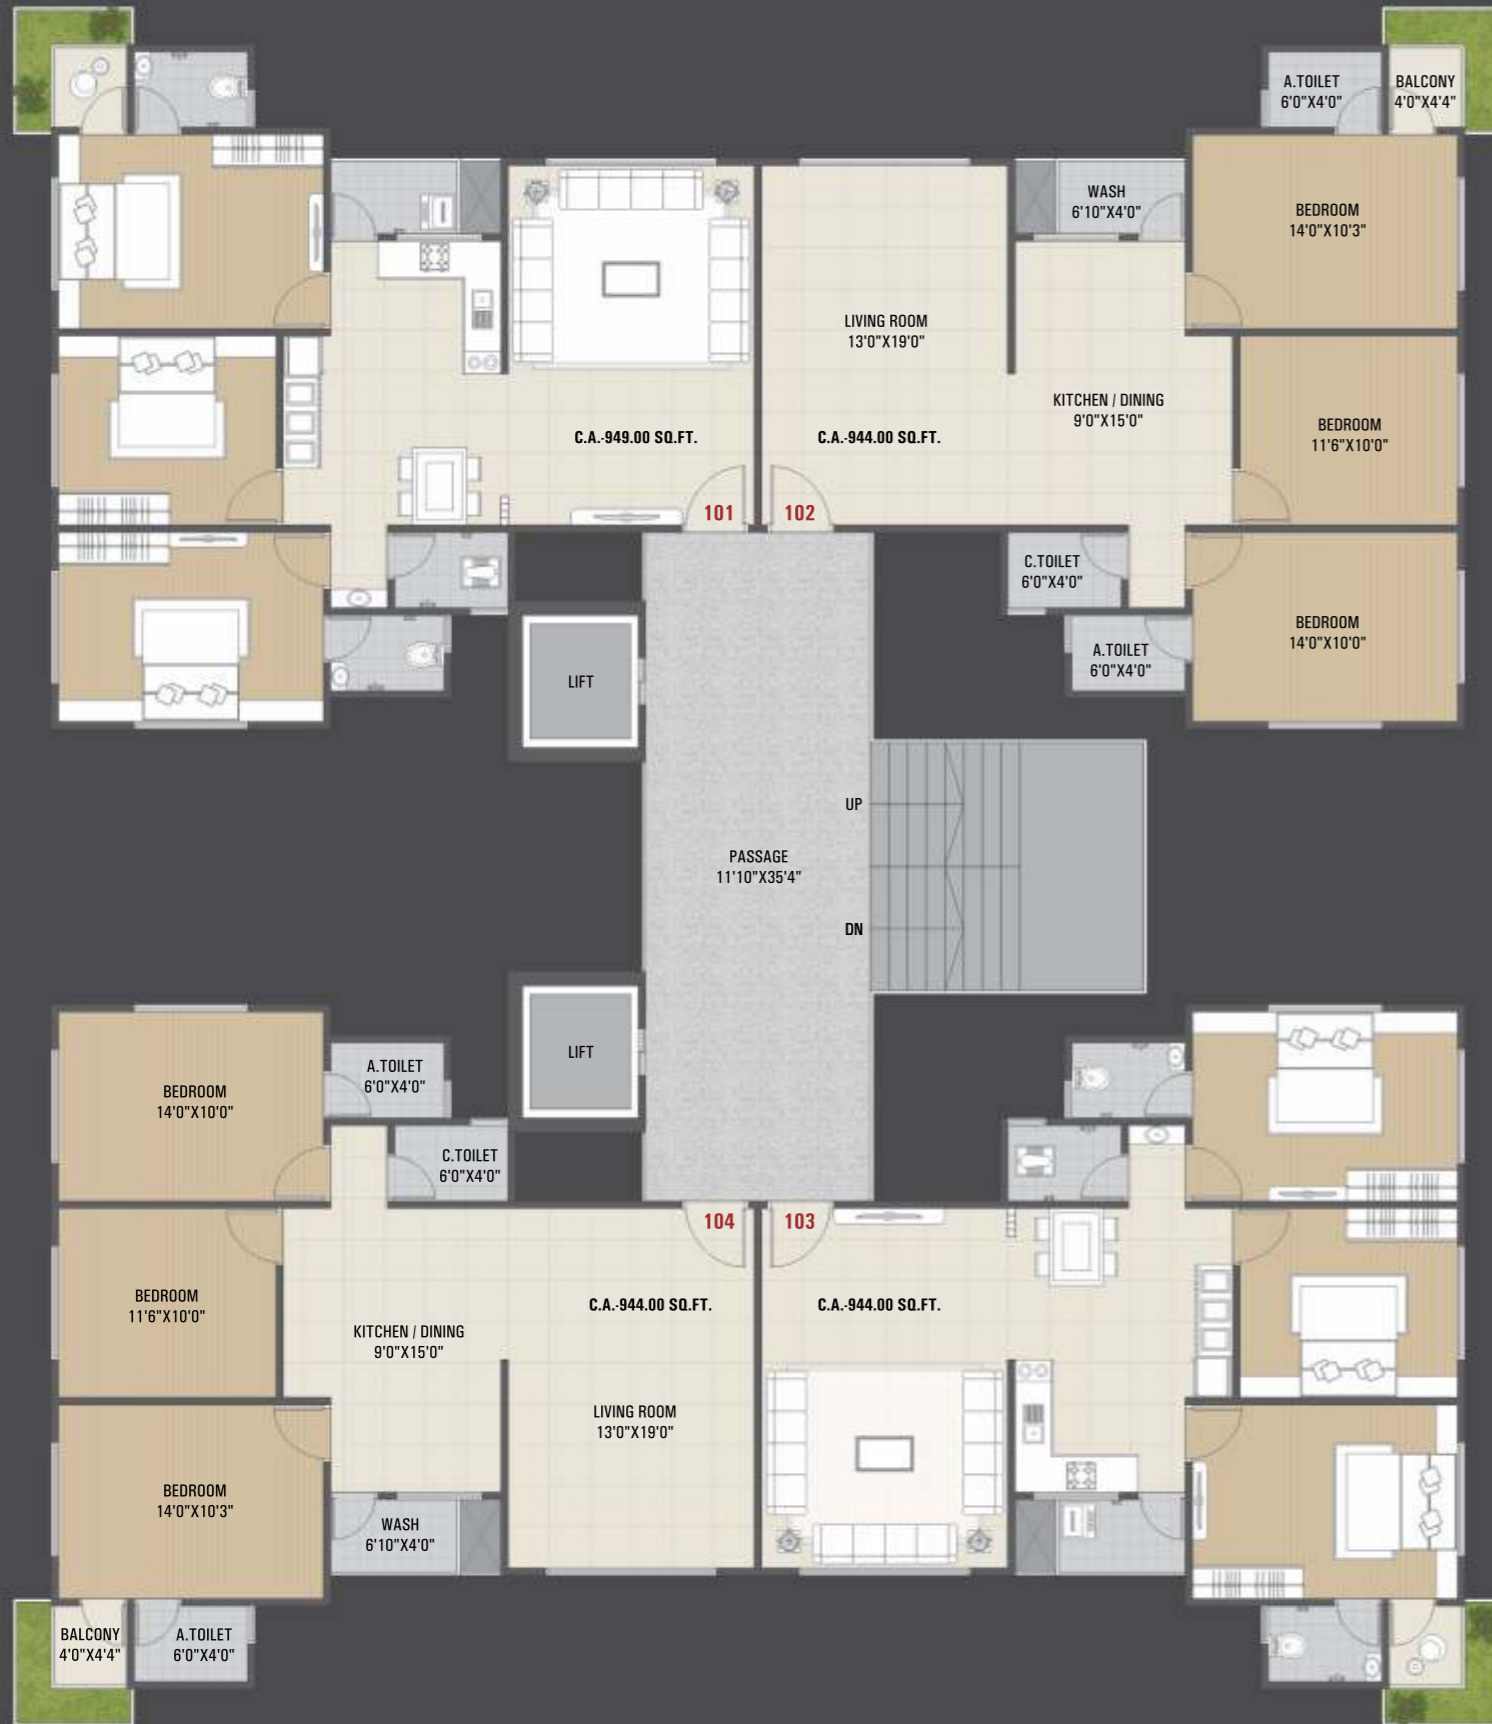 A.TOILET
6'0"X4'0"
BALCONY
4'0"X4'4"
WASH
6'10"X4'0"
BEDROOM
14'0"X10'3"
LIVING ROOM
13'0"X19'0"
KITCHEN / DINING
9'0"X15'0"
BEDROOM
11'6"X10'0"
C.A.-949.00 SQ.FT.
C.A.-944.00 SQ.FT.
101
102
C.TOILET
6'0"X4'0"
BEDROOM
14'0"X10'0"
A.TOILET
6'0"X4'0"
LIFT
UP
PASSAGE
11'10"X35'4"
DN
LIFT
A.TOILET
6'0"X4'0"
BEDROOM
14'0"X10'0"
C.TOILET
6'0"X4'0"
104
103
BEDROOM
11'6"X10'0"
C.A.-944.00 SQ.FT.
C.A.-944.00 SQ.FT.
KITCHEN / DINING
9'0"X15'0"
LIVING ROOM
13'0"X19'0"
BEDROOM
14'0"X10'3"
WASH
6'10"X4'0"
BALCONY
4'0"X4'4"
A.TOILET
6'0"X4'0"